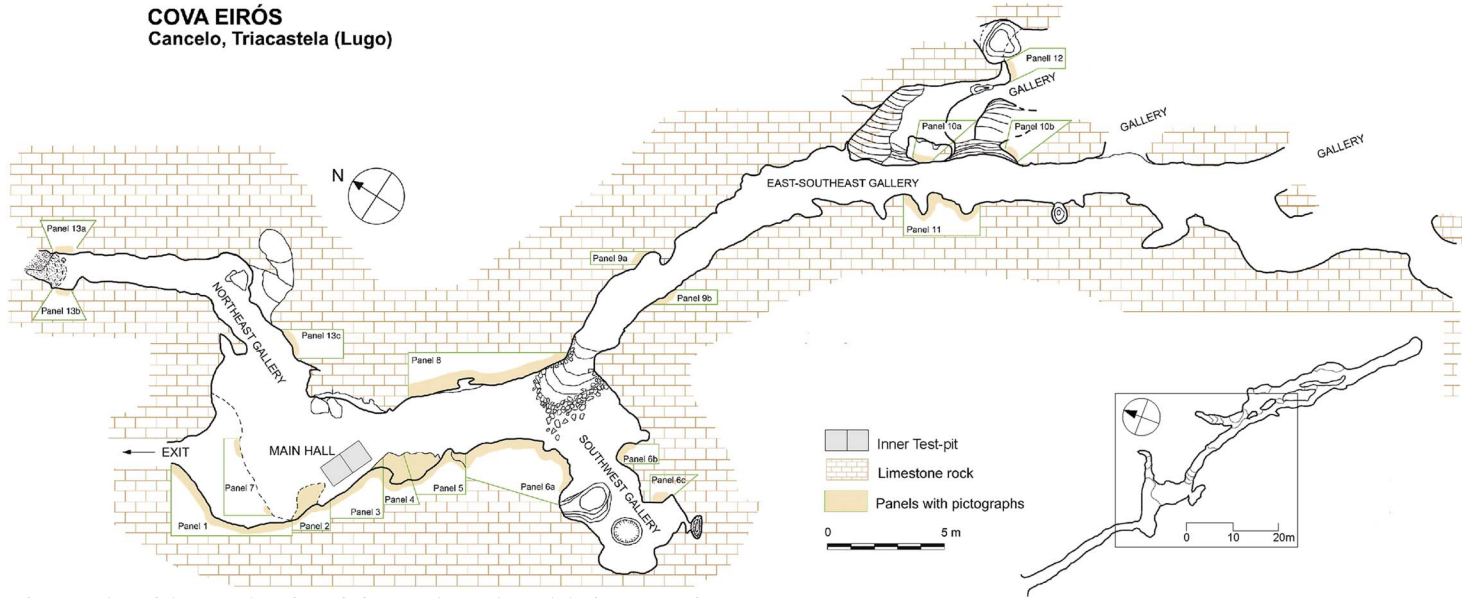 COVA EIRÓS
Cancelo, Triacastela (Lugo)
Panell 12
GALLERY
Panel 10a
Panel 10b
GALLERY
GALLERY
N
EAST-SOUTHEAST GALLERY
Panel 11
Panel 13a
Panel 9a
Panel 9b
Panel 13b
NORTHEAST GALLERY
Panel 13c
Panel 8
MAIN HALL
EXIT
Panel 7
Panel 1
Panel 2
Panel 3
Panel 4
Panel 5
Panel 6a
SOUTHWEST GALLERY
Panel 6b
Panel 6c
Inner Test-pit
Limestone rock
Panels with pictographs
0 5 m
0 10 20m